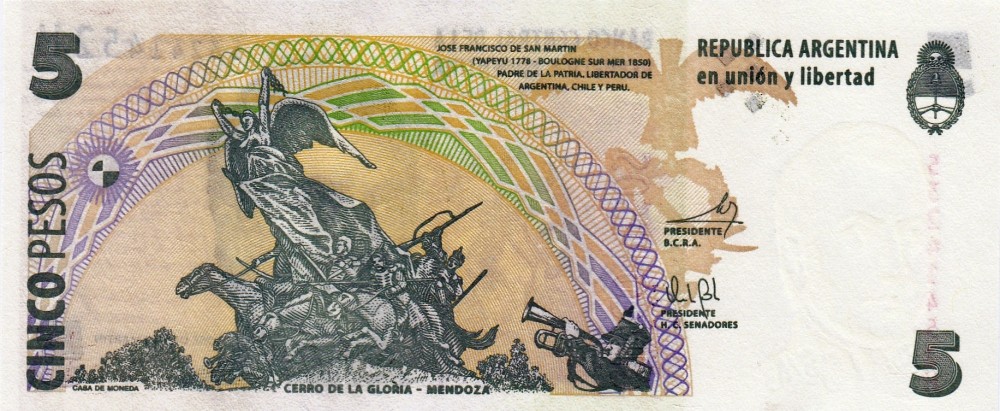 5
JOSE FRANCISCO DE SAN MARTIN
(YAPEYU 1778 - BOULOGNE SUR MER 1850)
PADRE DE LA PATRIA, LIBERTADOR DE
ARGENTINA, CHILE Y PERU.
REPUBLICA ARGENTINA
en unión y libertad
CINCO PESOS
PRESIDENTE
B.C.R.A.
PRESIDENTE
H.C. SENADORES
5
CASA DE MONEDA
CERRO DE LA GLORIA - MENDOZA